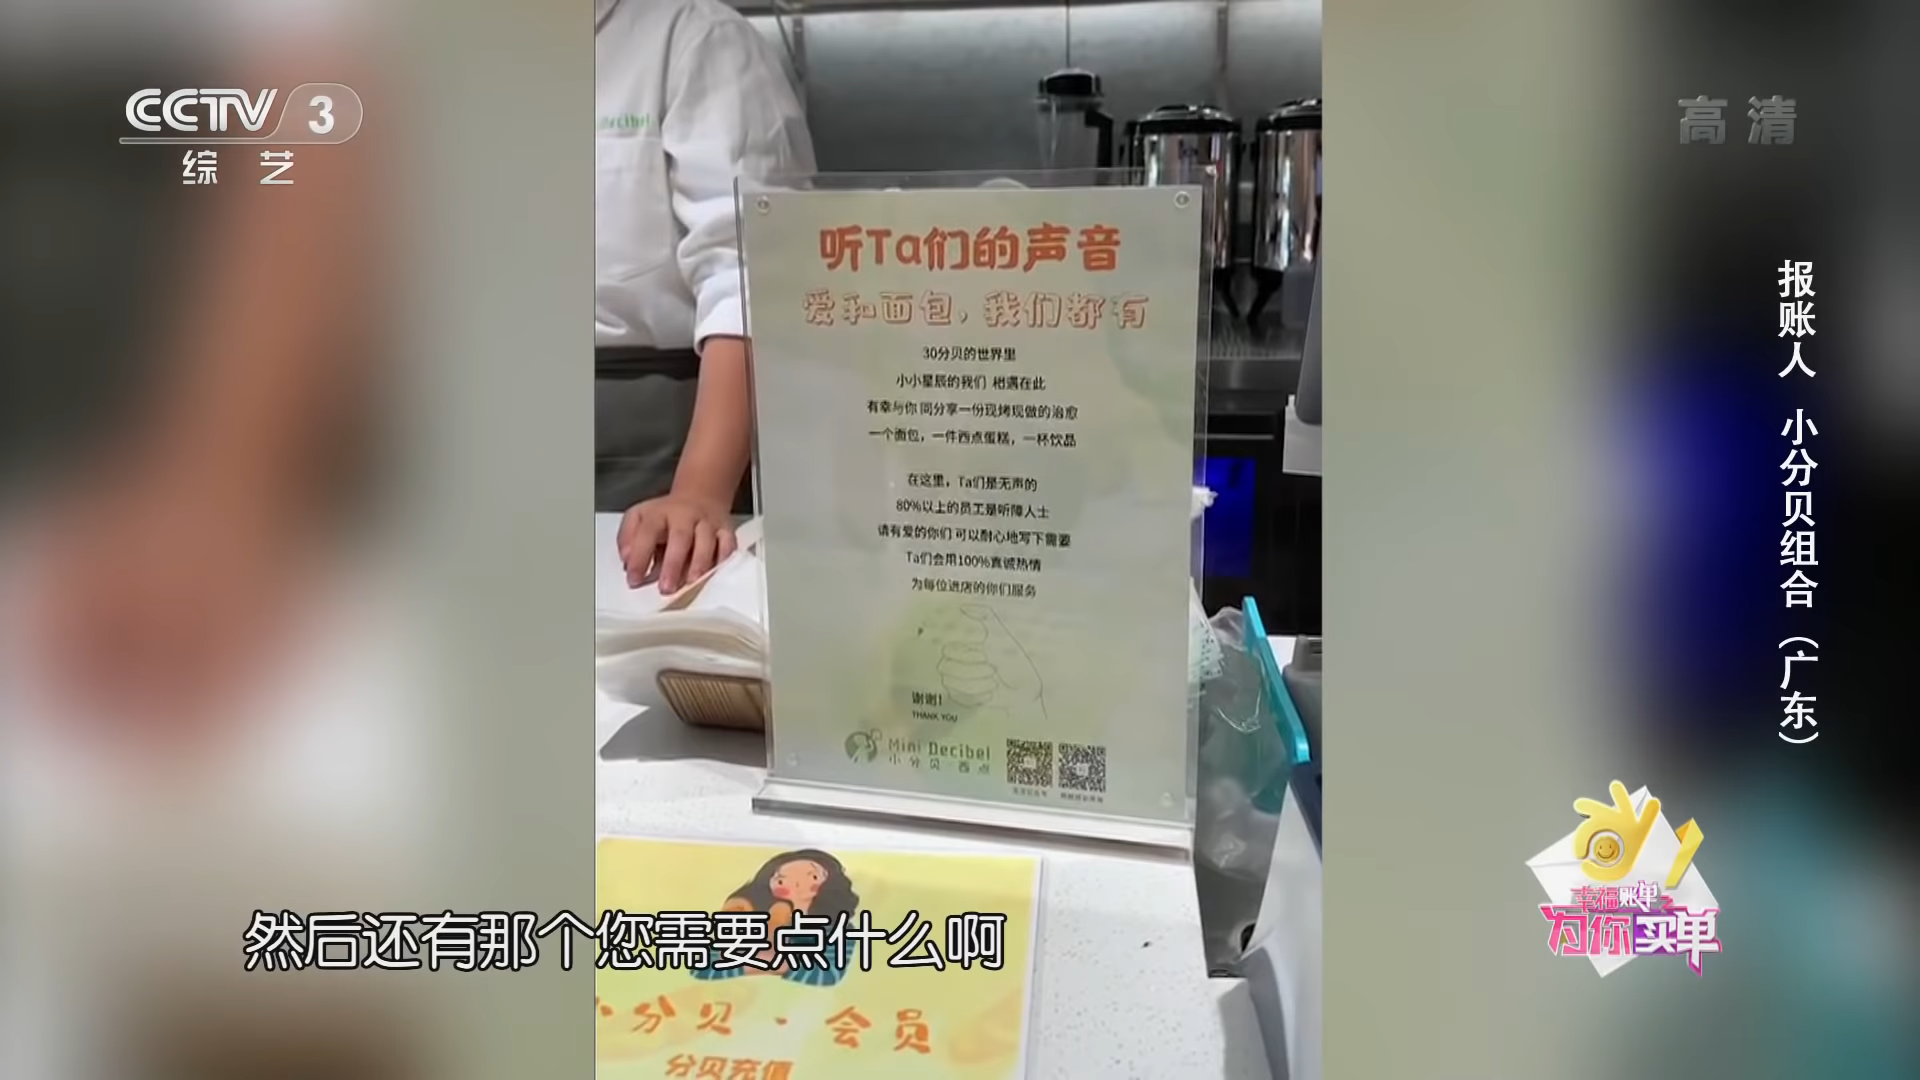 CCTV 3
综艺
高清
Decibel
听Ta们的声音
爱和面包，我们都有
30分贝的世界里
小小星辰的我们 相遇在此
有幸与你 同分享一份现烤现做的治愈
一个面包，一件西点蛋糕，一杯饮品
在这里，Ta们是无声的
80%以上的员工是听障人士
请有爱的你们 可以耐心地写下需要
Ta们会用100%真诚热情
为每位进店的你们服务
谢谢！
THANK YOU
Mini Decibel
小分贝西点
报账人 小分贝组合（广东）
幸福账单之
为你买单
然后还有那个您需要点什么啊
小分贝·会员
分贝充值